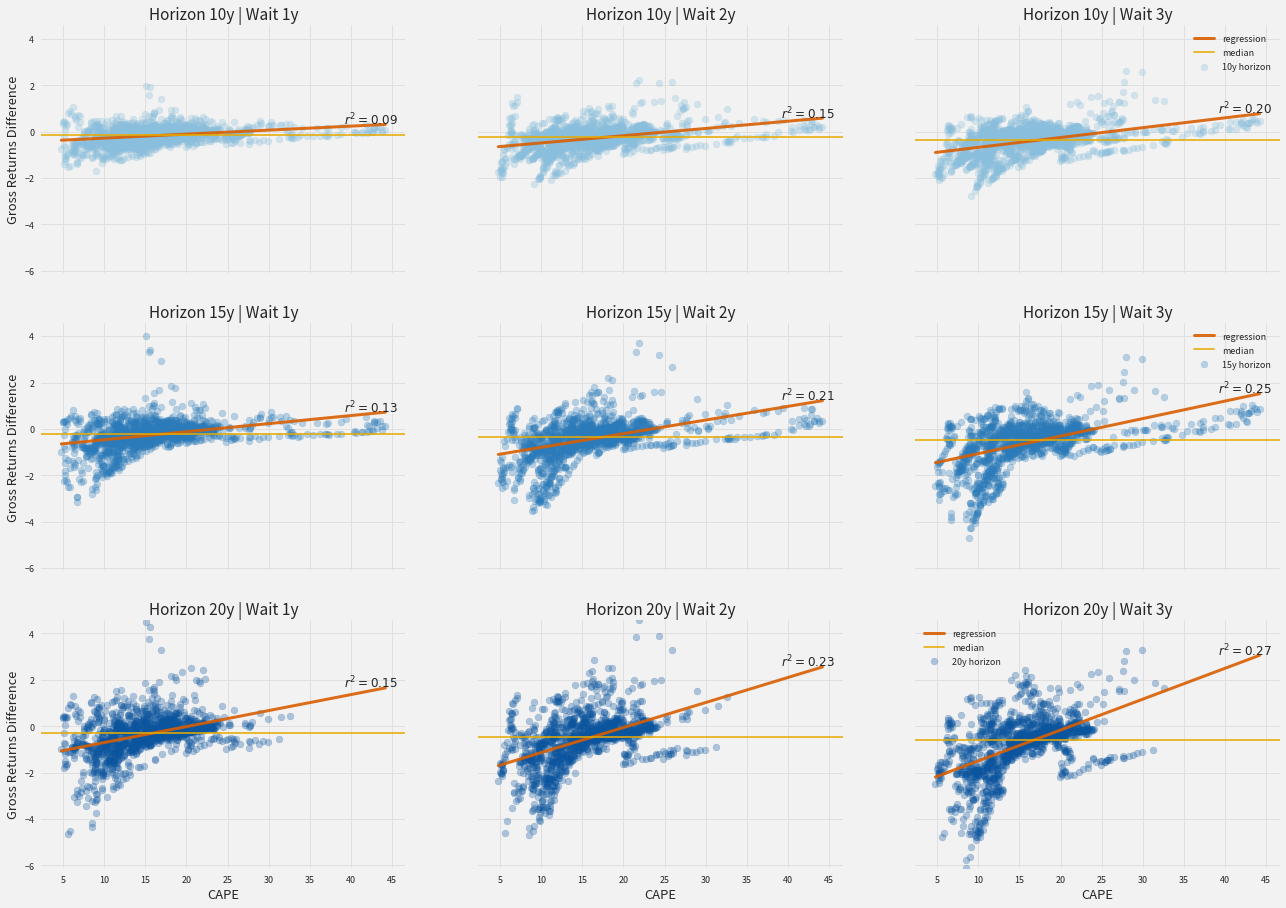 Horizon 10y | Wait 1y
Horizon 10y | Wait 2y
Horizon 10y | Wait 3y
Gross Returns Difference
4
2
0
−2
−4
−6
r² = 0.09
r² = 0.15
regression
median
10y horizon
r² = 0.20
Horizon 15y | Wait 1y
Horizon 15y | Wait 2y
Horizon 15y | Wait 3y
Gross Returns Difference
4
2
0
−2
−4
−6
r² = 0.13
r² = 0.21
regression
median
15y horizon
r² = 0.25
Horizon 20y | Wait 1y
Horizon 20y | Wait 2y
Horizon 20y | Wait 3y
Gross Returns Difference
4
2
0
−2
−4
−6
r² = 0.15
r² = 0.23
regression
median
20y horizon
r² = 0.27
5 10 15 20 25 30 35 40 45
CAPE
5 10 15 20 25 30 35 40 45
CAPE
5 10 15 20 25 30 35 40 45
CAPE